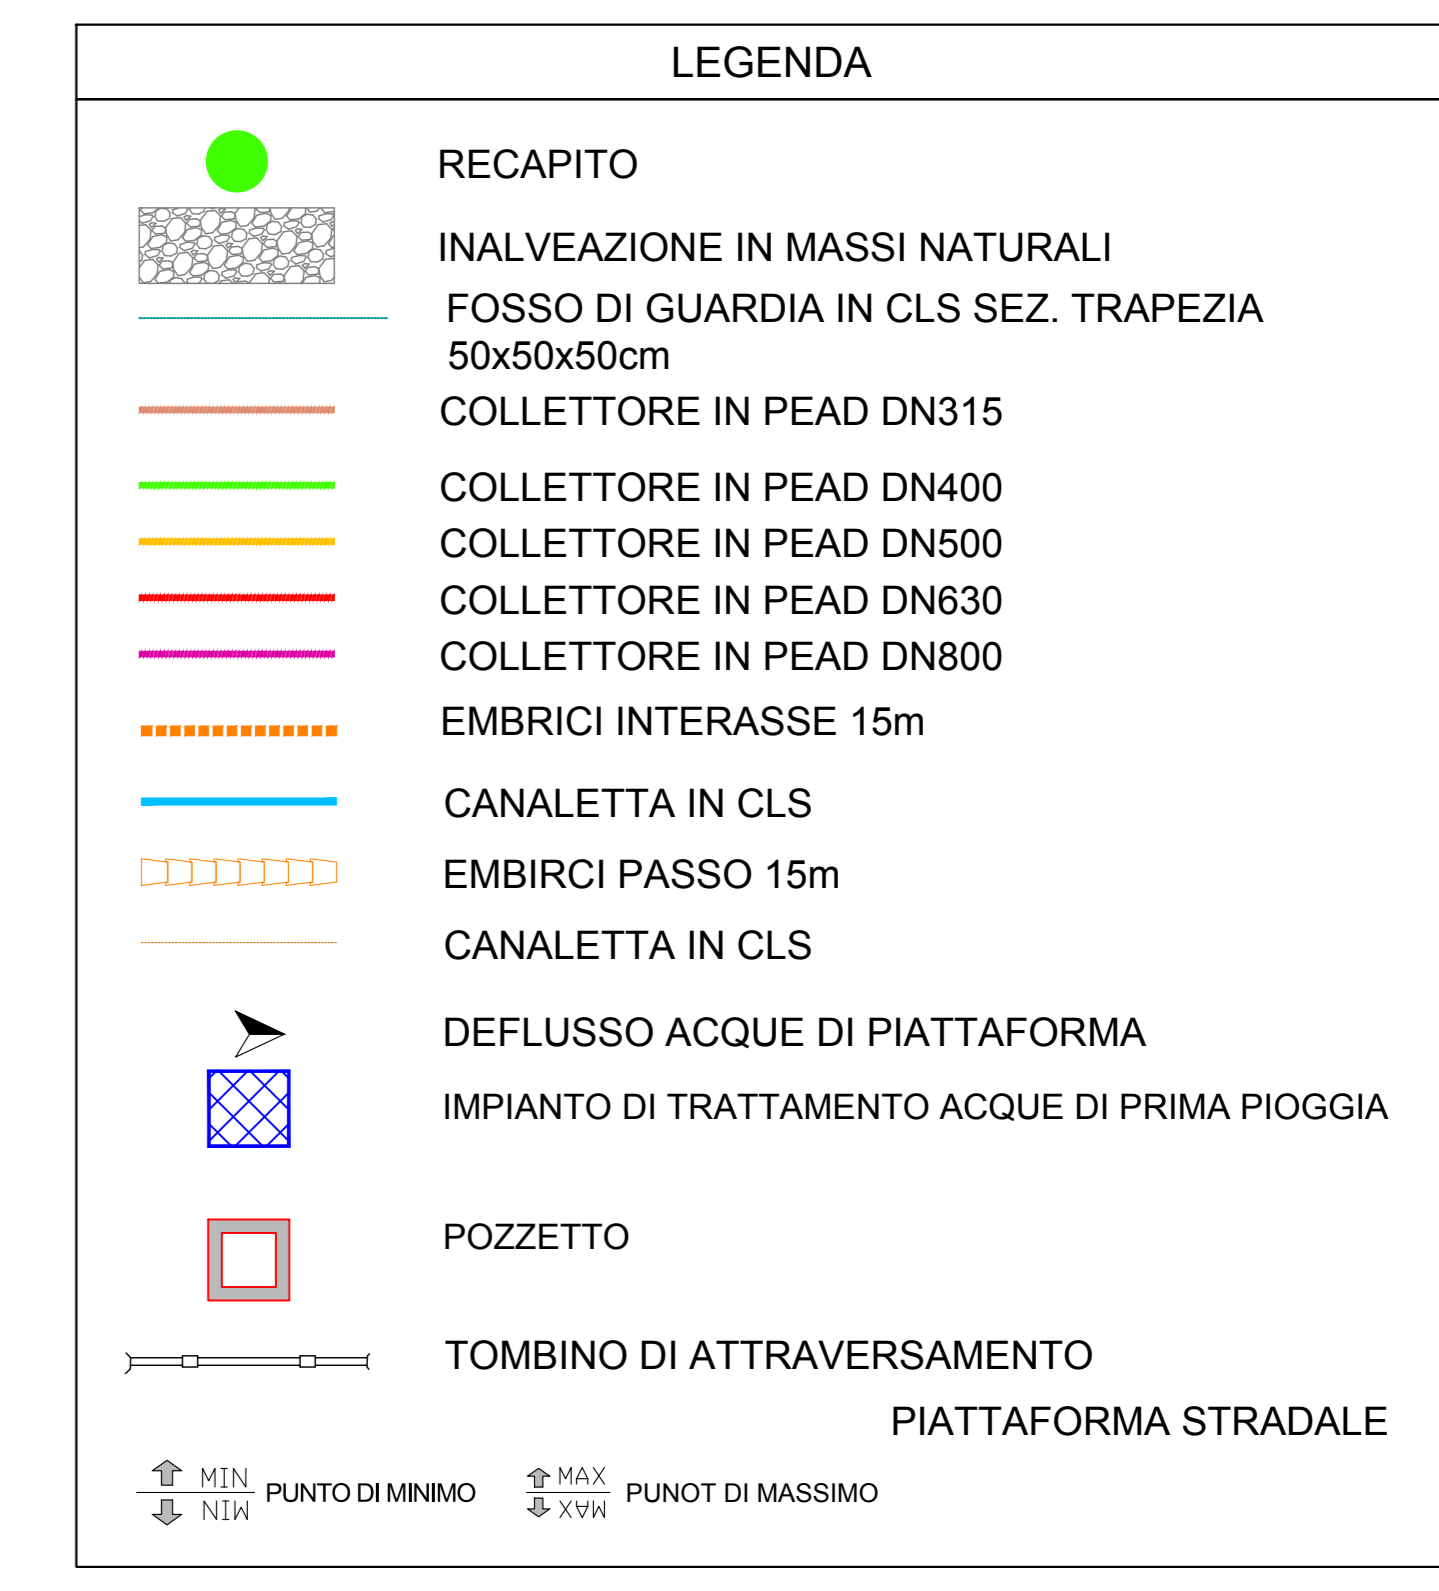 LEGENDA
RECAPITO
INALVEAZIONE IN MASSI NATURALI
FOSSO DI GUARDIA IN CLS SEZ. TRAPEZIA
50x50x50cm
COLLETTORE IN PEAD DN315
COLLETTORE IN PEAD DN400
COLLETTORE IN PEAD DN500
COLLETTORE IN PEAD DN630
COLLETTORE IN PEAD DN800
EMBRICI INTERASSE 15m
CANALETTA IN CLS
EMBIRCI PASSO 15m
CANALETTA IN CLS
DEFLUSSO ACQUE DI PIATTAFORMA
IMPIANTO DI TRATTAMENTO ACQUE DI PRIMA PIOGGIA
POZZETTO
TOMBINO DI ATTRAVERSAMENTO
PIATTAFORMA STRADALE
MIN
MIN
PUNTO DI MINIMO
MAX
MAX
PUNOT DI MASSIMO